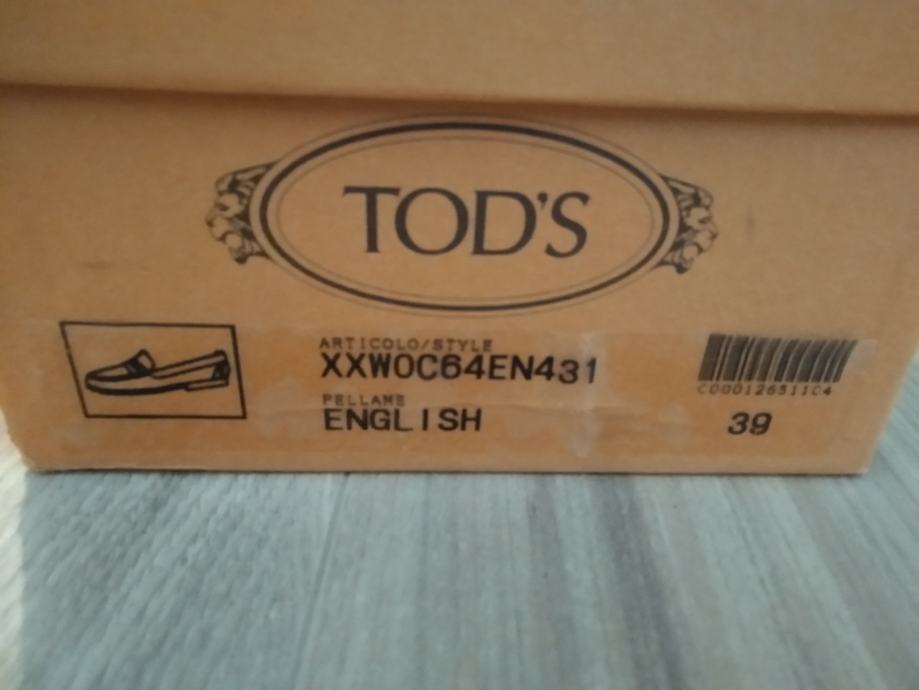 TOD'S
ARTICOLO/STYLE
XXW0C64EN431
PELLAME
ENGLISH
C00012651104
39